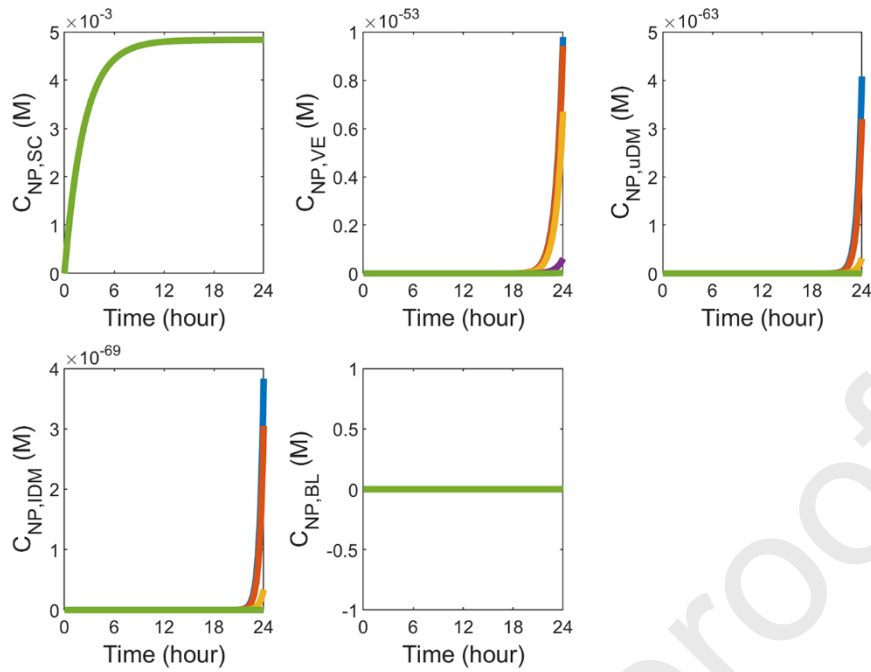 ×10⁻³
5
4
3
2
1
0
C_NP,SC (M)
0 6 12 18 24
Time (hour)
×10⁻⁵³
1
0.8
0.6
0.4
0.2
0
C_NP,VE (M)
0 6 12 18 24
Time (hour)
×10⁻⁶³
5
4
3
2
1
0
C_NP,uDM (M)
0 6 12 18 24
Time (hour)
×10⁻⁶⁹
4
3
2
1
0
C_NP,lDM (M)
0 6 12 18 24
Time (hour)
1
0.5
0
-0.5
-1
C_NP,BL (M)
0 6 12 18 24
Time (hour)
proof